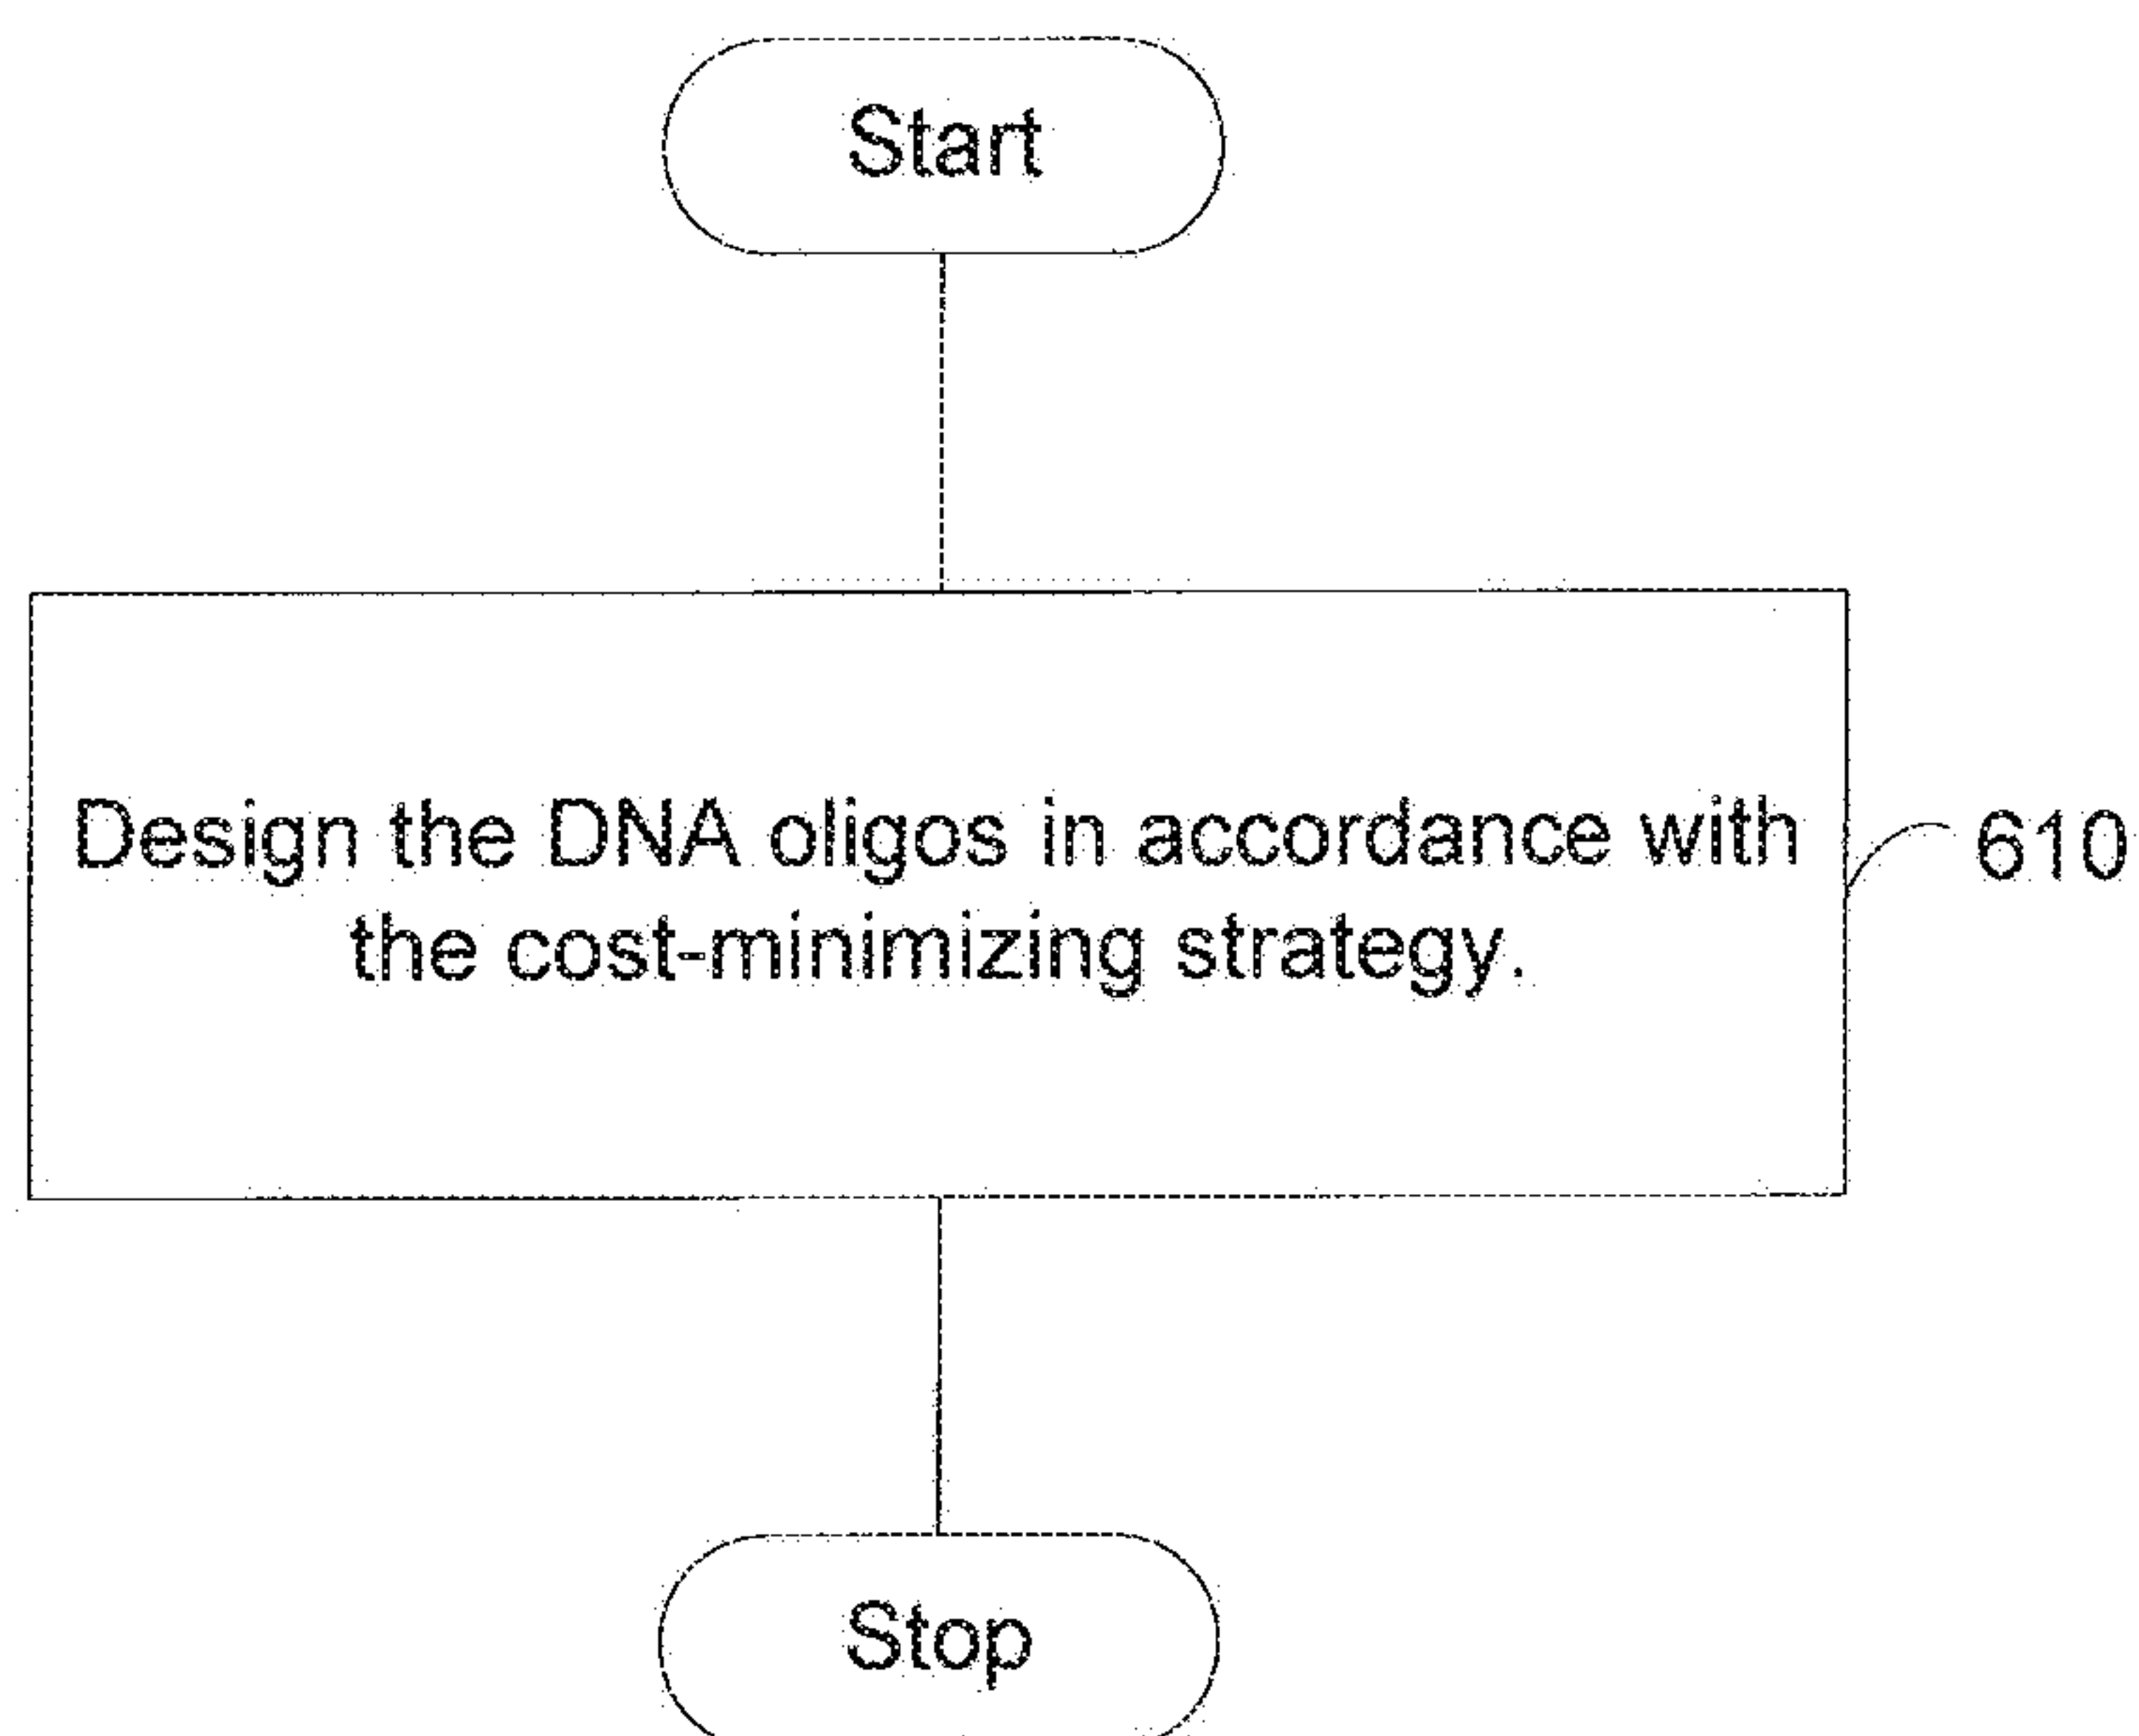 Start
Design the DNA oligos in accordance with
the cost-minimizing strategy.
610
Stop